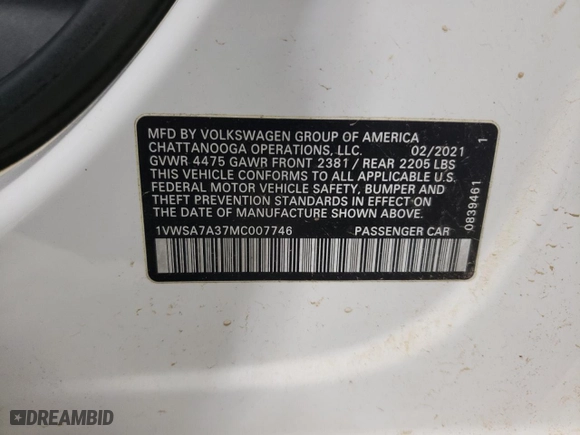 MFD BY VOLKSWAGEN GROUP OF AMERICA
CHATTANOOGA OPERATIONS, LLC. 02/2021 1
GVWR 4475 GAWR FRONT 2381 / REAR 2205 LBS
THIS VEHICLE CONFORMS TO ALL APPLICABLE U.S.
FEDERAL MOTOR VEHICLE SAFETY, BUMPER AND
THEFT PREVENTION STANDARDS IN EFFECT ON
THE DATE OF MANUFACTURE SHOWN ABOVE.
1VWSA7A37MC007746 PASSENGER CAR
0839461
DREAMBID